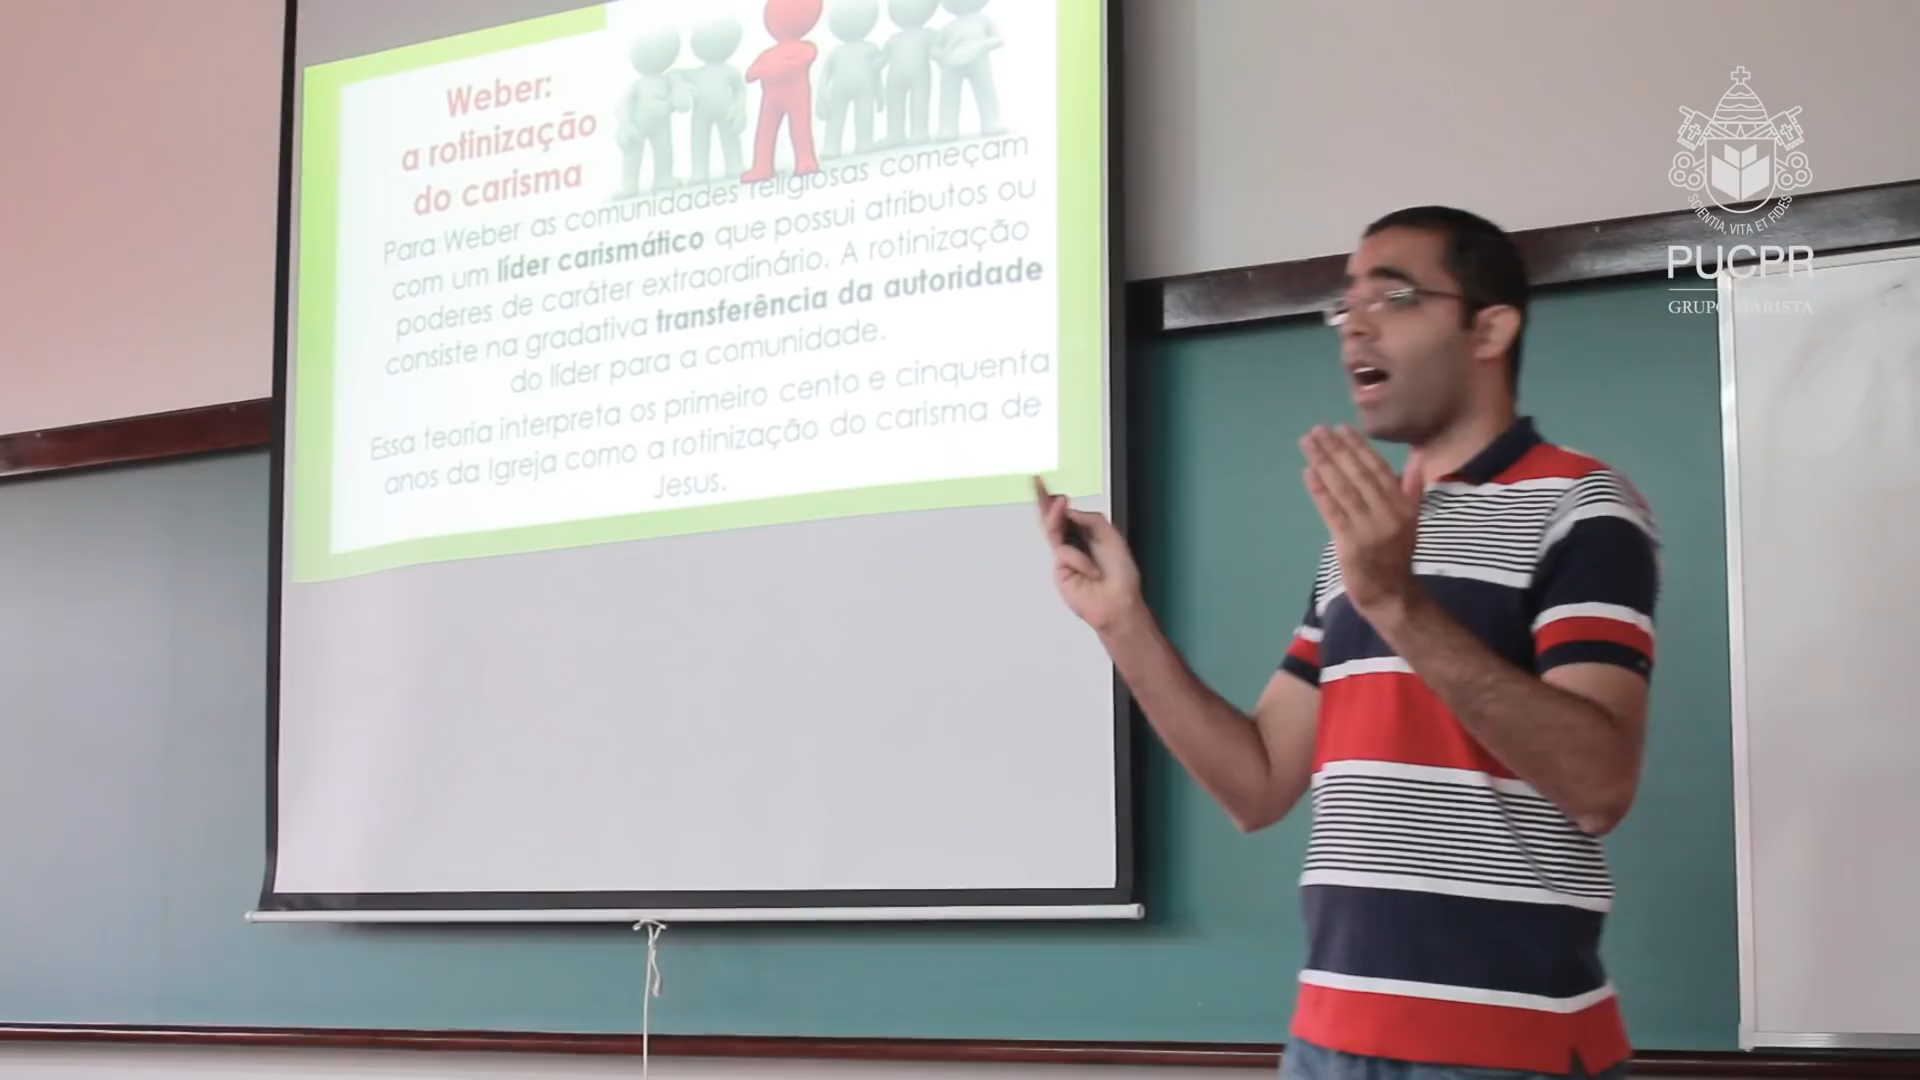 Weber:
a rotinização
do carisma
Para Weber as comunidades religiosas começam
com um líder carismático que possui atributos ou
poderes de caráter extraordinário. A rotinização
consiste na gradativa transferência da autoridade
do líder para a comunidade.
Essa teoria interpreta os primeiro cento e cinquenta
anos da Igreja como a rotinização do carisma de
Jesus.
SCIENTIA, VITA ET FIDES
PUCPR
GRUPO MARISTA